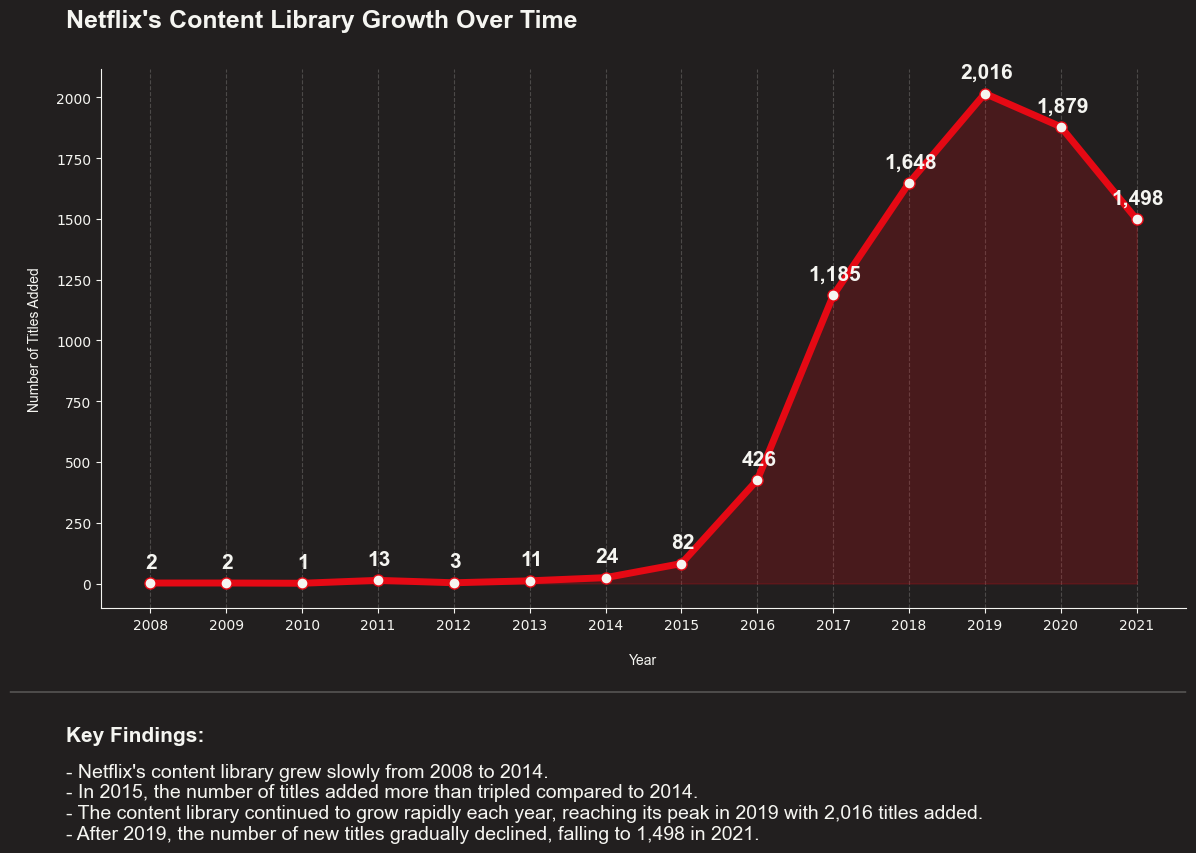 Netflix's Content Library Growth Over Time
Number of Titles Added
2000
1750
1500
1250
1000
750
500
250
0
2
2
1
13
3
11
24
82
426
1,185
1,648
2,016
1,879
1,498
2008 2009 2010 2011 2012 2013 2014 2015 2016 2017 2018 2019 2020 2021
Year
Key Findings:
- Netflix's content library grew slowly from 2008 to 2014.
- In 2015, the number of titles added more than tripled compared to 2014.
- The content library continued to grow rapidly each year, reaching its peak in 2019 with 2,016 titles added.
- After 2019, the number of new titles gradually declined, falling to 1,498 in 2021.